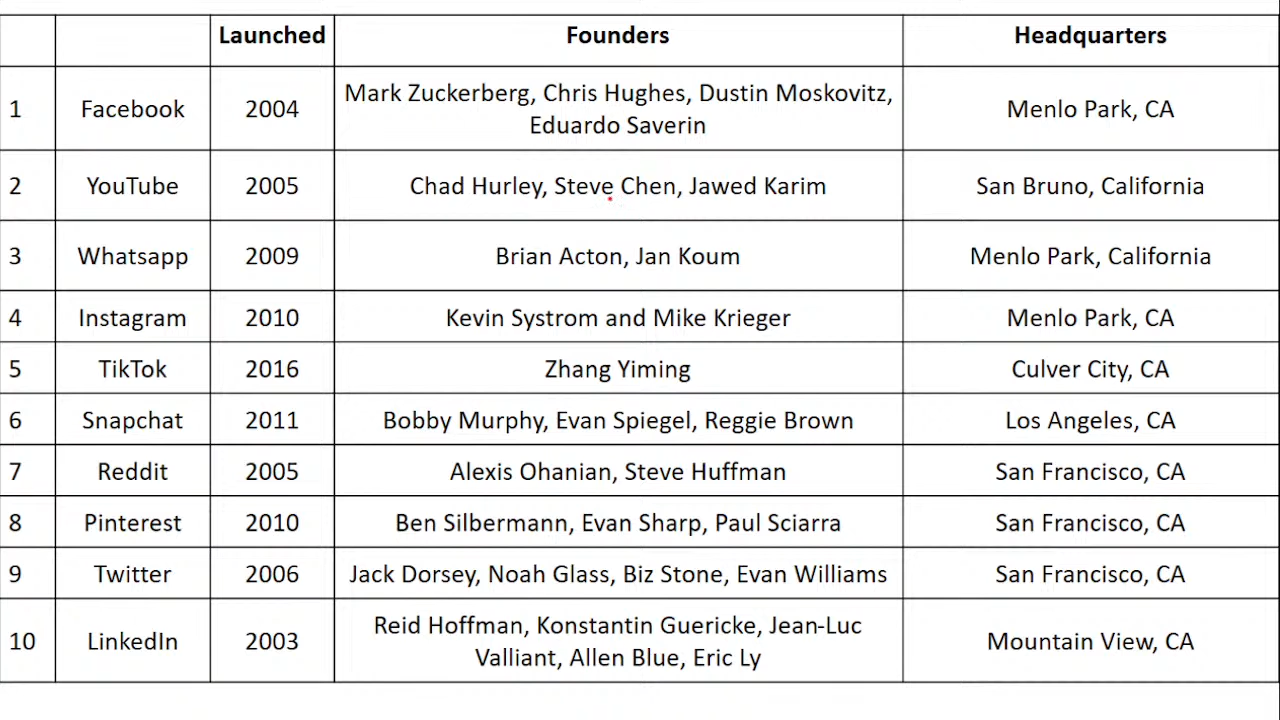 Launched Founders Headquarters
1 Facebook 2004 Mark Zuckerberg, Chris Hughes, Dustin Moskovitz, Eduardo Saverin Menlo Park, CA
2 YouTube 2005 Chad Hurley, Steve Chen, Jawed Karim San Bruno, California
3 Whatsapp 2009 Brian Acton, Jan Koum Menlo Park, California
4 Instagram 2010 Kevin Systrom and Mike Krieger Menlo Park, CA
5 TikTok 2016 Zhang Yiming Culver City, CA
6 Snapchat 2011 Bobby Murphy, Evan Spiegel, Reggie Brown Los Angeles, CA
7 Reddit 2005 Alexis Ohanian, Steve Huffman San Francisco, CA
8 Pinterest 2010 Ben Silbermann, Evan Sharp, Paul Sciarra San Francisco, CA
9 Twitter 2006 Jack Dorsey, Noah Glass, Biz Stone, Evan Williams San Francisco, CA
10 LinkedIn 2003 Reid Hoffman, Konstantin Guericke, Jean-Luc Valliant, Allen Blue, Eric Ly Mountain View, CA